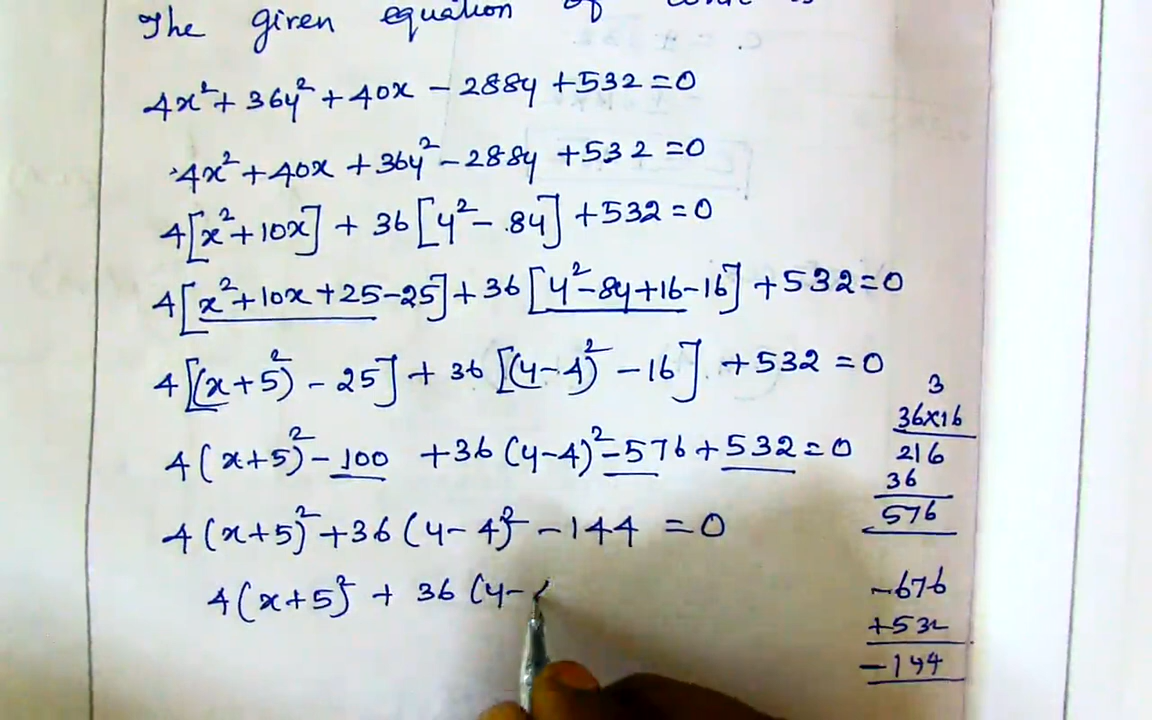 The given equation of
4x² + 36y² + 40x - 288y + 532 = 0
4x² + 40x + 36y² - 288y + 532 = 0
4[x² + 10x] + 36[y² - 8y] + 532 = 0
4[x² + 10x + 25 - 25] + 36[y² - 8y + 16 - 16] + 532 = 0
4[(x+5)² - 25] + 36[(y-4)² - 16] + 532 = 0
4(x+5)² - 100 + 36(y-4)² - 576 + 532 = 0
4(x+5)² + 36(y-4)² - 144 = 0
4(x+5)² + 36(y-
3
36×16
216
36
576
-676
+532
-144